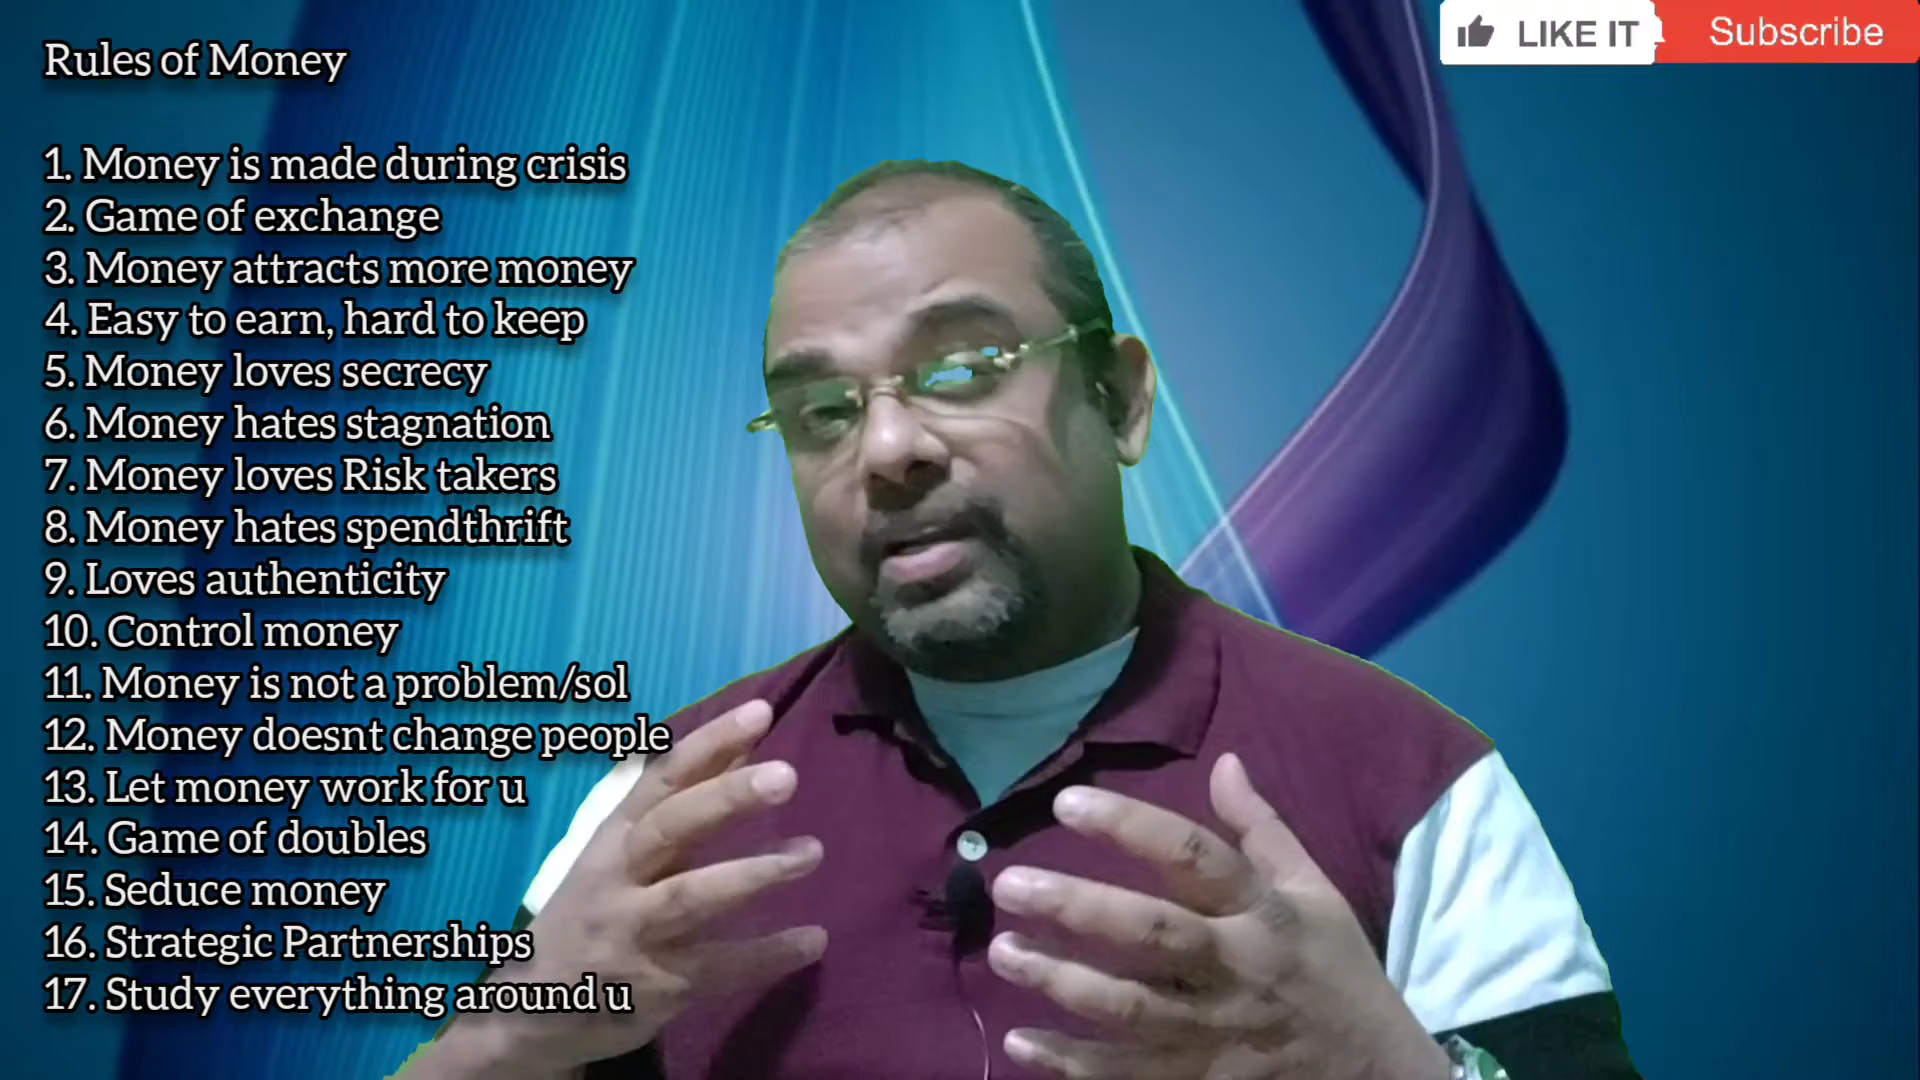 Rules of Money
1. Money is made during crisis
2. Game of exchange
3. Money attracts more money
4. Easy to earn, hard to keep
5. Money loves secrecy
6. Money hates stagnation
7. Money loves Risk takers
8. Money hates spendthrift
9. Loves authenticity
10. Control money
11. Money is not a problem/sol
12. Money doesnt change people
13. Let money work for u
14. Game of doubles
15. Seduce money
16. Strategic Partnerships
17. Study everything around u
LIKE IT
Subscribe